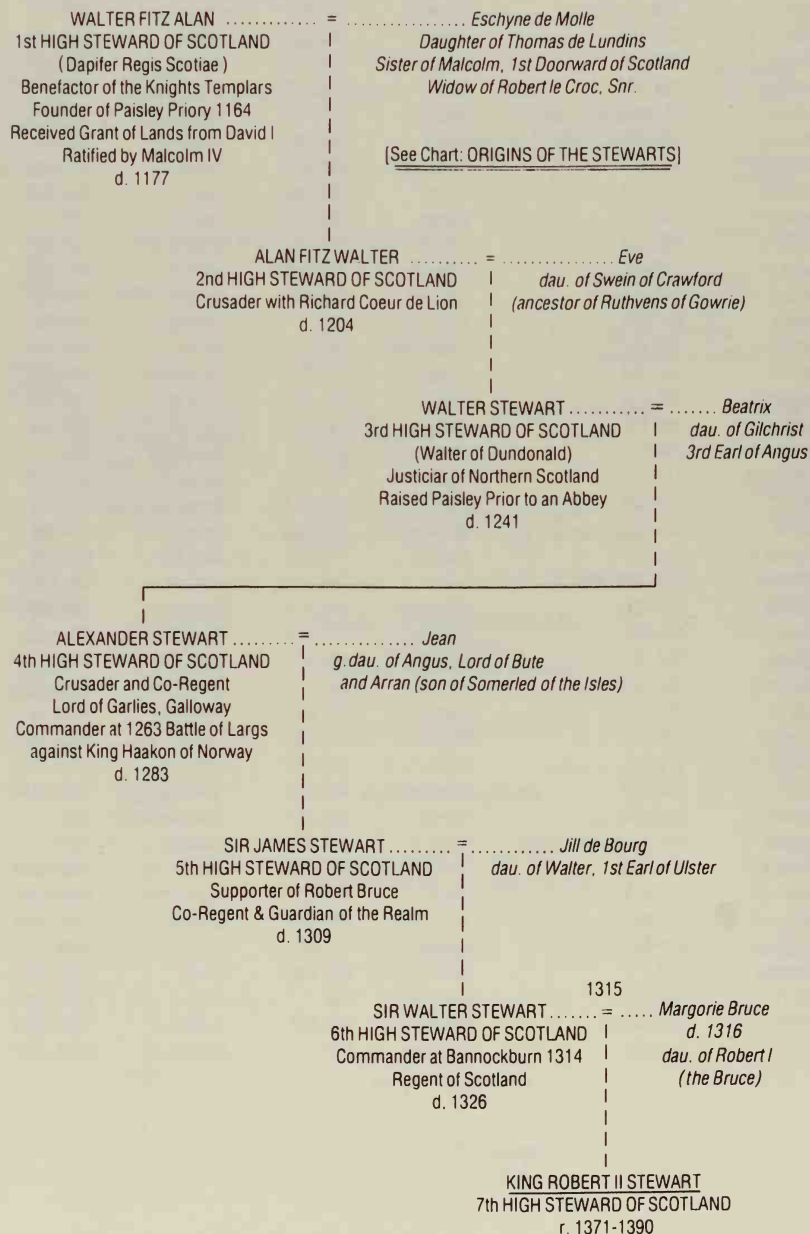 WALTER FITZ ALAN .............. = ................. Eschyne de Molle
1st HIGH STEWARD OF SCOTLAND Daughter of Thomas de Lundins
(Dapifer Regis Scotiae) Sister of Malcolm, 1st Doorward of Scotland
Benefactor of the Knights Templars Widow of Robert le Croc, Snr.
Founder of Paisley Priory 1164
Received Grant of Lands from David I
Ratified by Malcolm IV [See Chart: ORIGINS OF THE STEWARTS]
d. 1177
ALAN FITZ WALTER .......... = ................ Eve
2nd HIGH STEWARD OF SCOTLAND dau. of Swein of Crawford
Crusader with Richard Coeur de Lion (ancestor of Ruthvens of Gowrie)
d. 1204
WALTER STEWART ........... = ....... Beatrix
3rd HIGH STEWARD OF SCOTLAND dau. of Gilchrist
(Walter of Dundonald) 3rd Earl of Angus
Justiciar of Northern Scotland
Raised Paisley Prior to an Abbey
d. 1241
ALEXANDER STEWART ......... = .............. Jean
4th HIGH STEWARD OF SCOTLAND g.dau. of Angus, Lord of Bute
Crusader and Co-Regent and Arran (son of Somerled of the Isles)
Lord of Garlies, Galloway
Commander at 1263 Battle of Largs
against King Haakon of Norway
d. 1283
SIR JAMES STEWART ......... = ............ Jill de Bourg
5th HIGH STEWARD OF SCOTLAND dau. of Walter, 1st Earl of Ulster
Supporter of Robert Bruce
Co-Regent & Guardian of the Realm
d. 1309
1315
SIR WALTER STEWART ....... = ..... Margorie Bruce
6th HIGH STEWARD OF SCOTLAND d. 1316
Commander at Bannockburn 1314 dau. of Robert I
Regent of Scotland (the Bruce)
d. 1326
KING ROBERT II STEWART
7th HIGH STEWARD OF SCOTLAND
r. 1371-1390